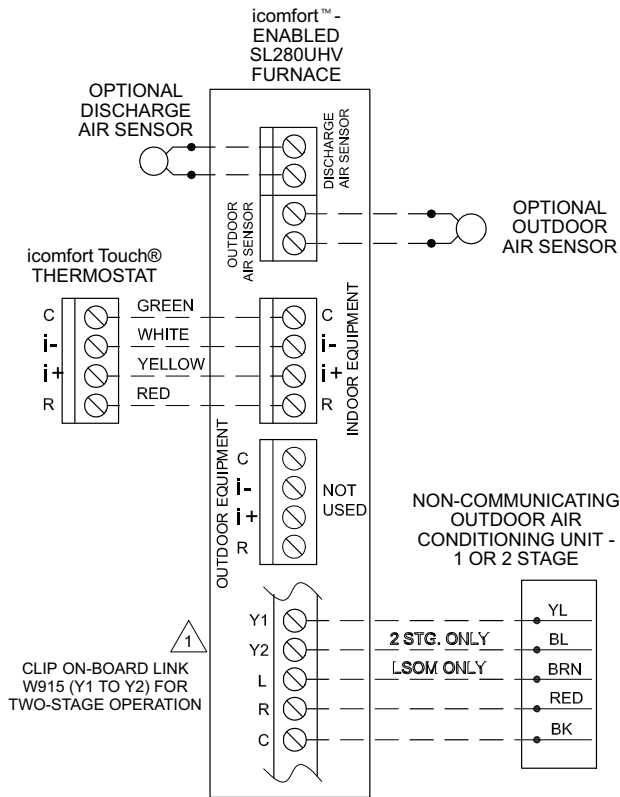 icomfort™-
ENABLED
SL280UHV
FURNACE
OPTIONAL
DISCHARGE
AIR SENSOR
DISCHARGE
AIR SENSOR
OUTDOOR
AIR SENSOR
OPTIONAL
OUTDOOR
AIR SENSOR
icomfort Touch®
THERMOSTAT
C GREEN C
i- WHITE i-
i+ YELLOW i+
R RED R
INDOOR EQUIPMENT
OUTDOOR EQUIPMENT
C
i-
i+
R
NOT
USED
NON-COMMUNICATING
OUTDOOR AIR
CONDITIONING UNIT -
1 OR 2 STAGE
1
CLIP ON-BOARD LINK
W915 (Y1 TO Y2) FOR
TWO-STAGE OPERATION
Y1 YL
Y2 2 STG. ONLY BL
L LSOM ONLY BRN
R RED
C BK